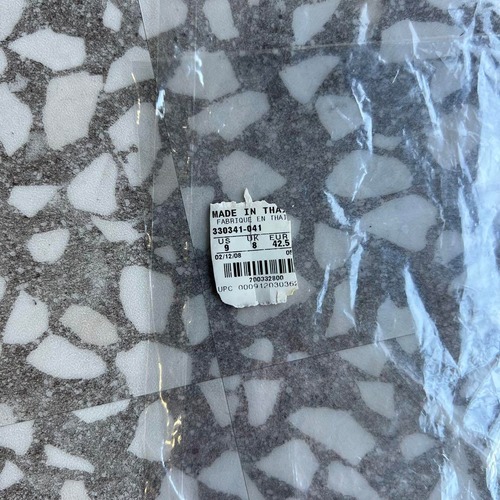 MADE IN THA
FABRIQUE EN THAI
330341-041
US UK EUR
9 8 42.5
02/12/08
200332800
UPC 00091203036